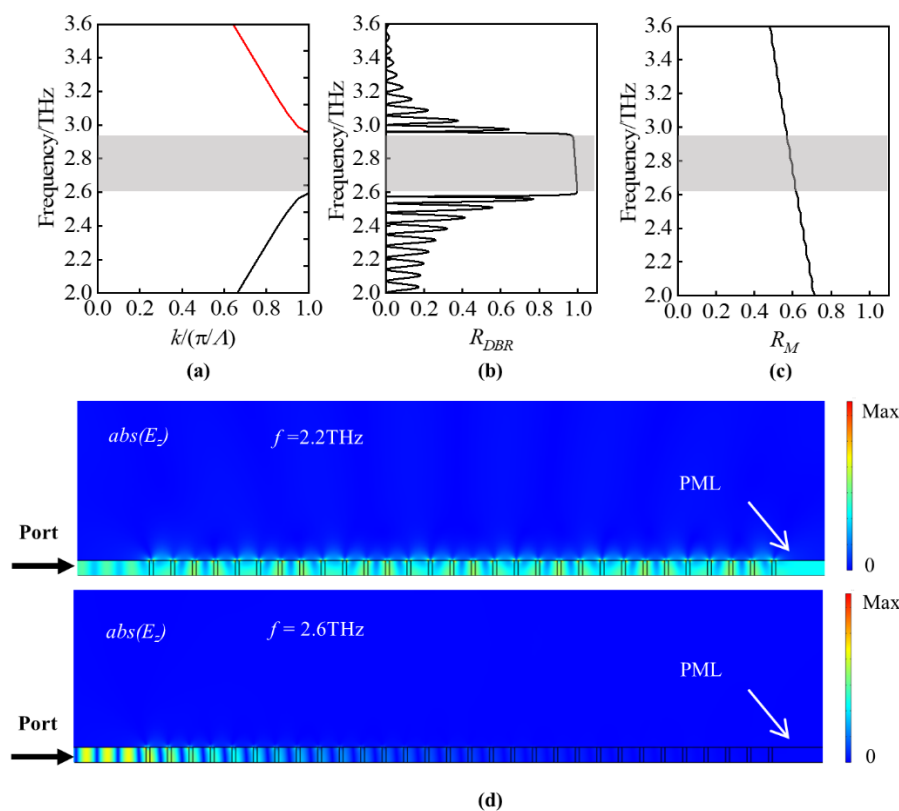 3.6
3.4
3.2
3.0
2.8
2.6
2.4
2.2
2.0
Frequency/THz
0.0 0.2 0.4 0.6 0.8 1.0
k/(π/Λ)
(a)
3.6
3.4
3.2
3.0
2.8
2.6
2.4
2.2
2.0
Frequency/THz
0.0 0.2 0.4 0.6 0.8 1.0
R_DBR
(b)
3.6
3.4
3.2
3.0
2.8
2.6
2.4
2.2
2.0
Frequency/THz
0.0 0.2 0.4 0.6 0.8 1.0
R_M
(c)
abs(E_z) f =2.2THz
PML
Port
Max
0
abs(E_z) f = 2.6THz
PML
Port
Max
0
(d)